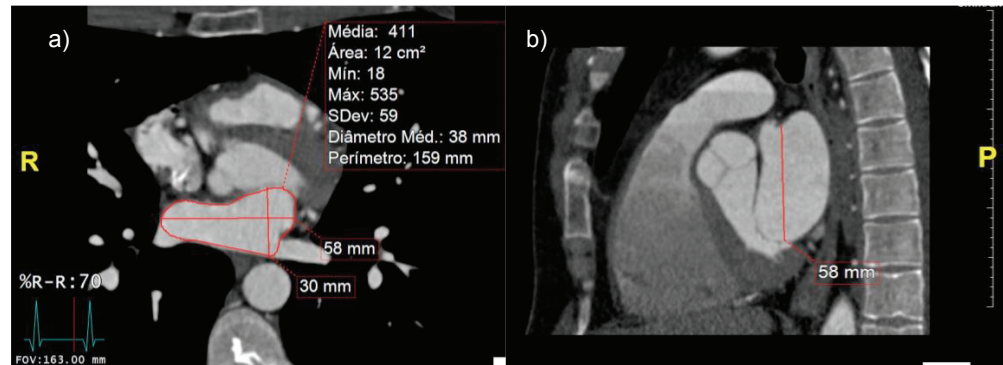 a)
Média: 411
Área: 12 cm²
Mín: 18
Máx: 535
SDev: 59
Diâmetro Méd.: 38 mm
Perímetro: 159 mm
R
58 mm
30 mm
%R-R:70
FOV:163.00 mm
b)
P
58 mm